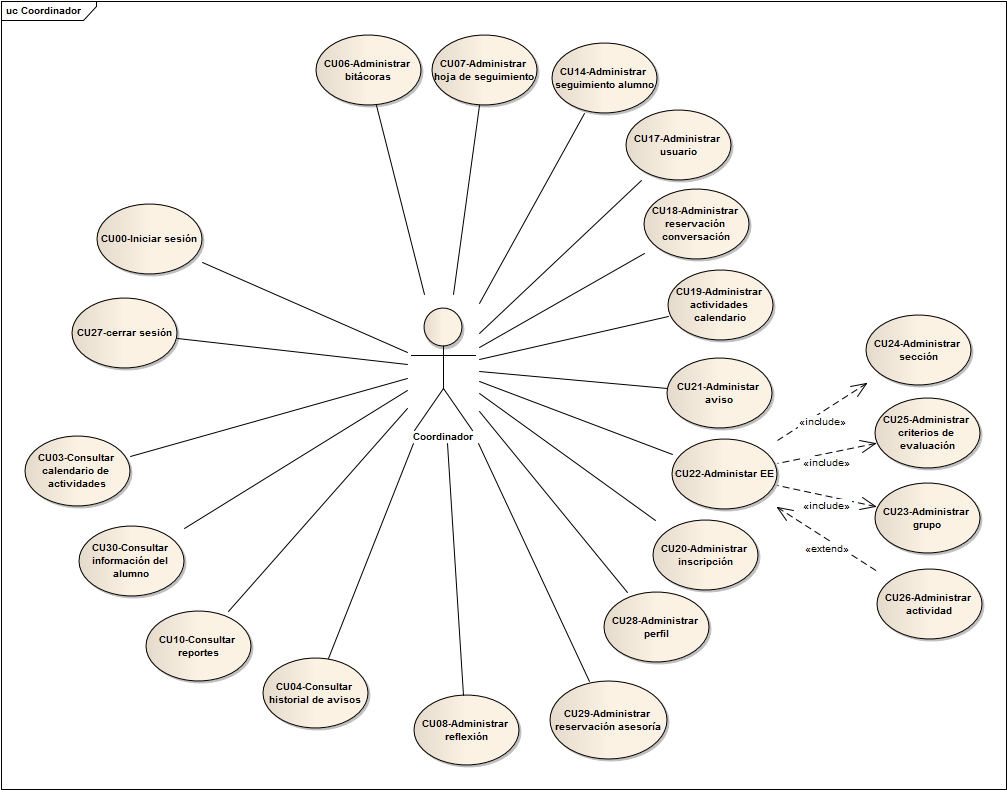 uc Coordinador
CU06-Administrar
bitácoras
CU07-Administrar
hoja de seguimiento
CU14-Administrar
seguimiento alumno
CU17-Administrar
usuario
CU18-Administrar
reservación
conversación
CU00-Iniciar sesión
CU19-Administrar
actividades
calendario
CU27-cerrar sesión
CU24-Administrar
sección
CU21-Administar
aviso
«include»
CU25-Administrar
criterios de
evaluación
Coordinador
CU03-Consultar
calendario de
actividades
CU22-Administar EE
«include»
«include»
CU23-Administrar
grupo
CU30-Consultar
información del
alumno
CU20-Administrar
inscripción
«extend»
CU26-Administrar
actividad
CU10-Consultar
reportes
CU28-Administrar
perfil
CU04-Consultar
historial de avisos
CU08-Administrar
reflexión
CU29-Administrar
reservación asesoría